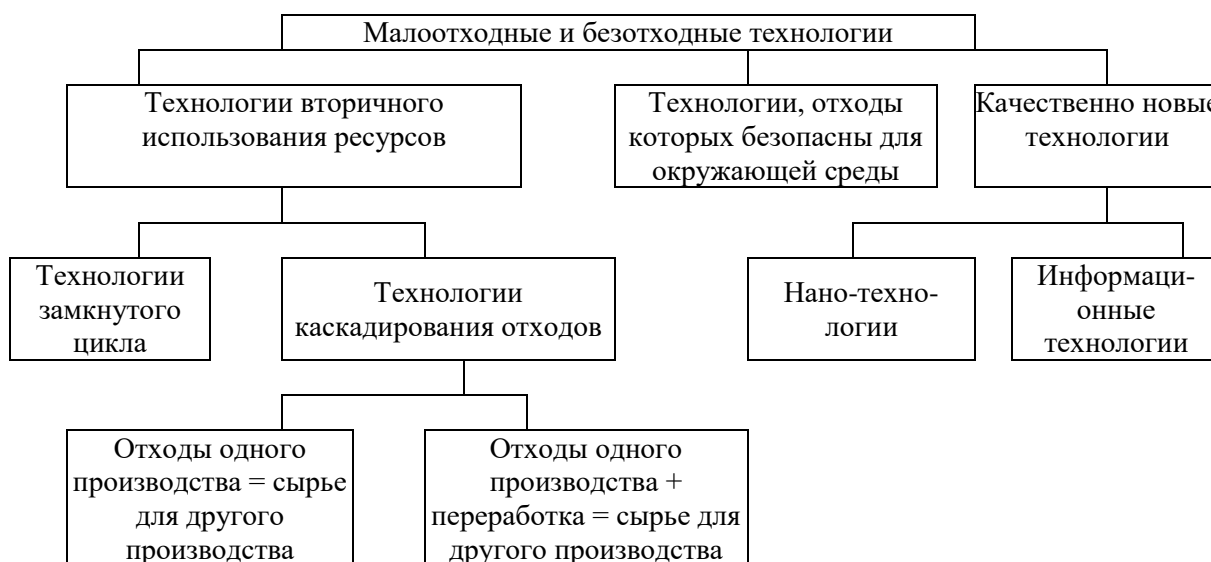 Малоотходные и безотходные технологии
Технологии вторичного
использования ресурсов
Технологии, отходы
которых безопасны для
окружающей среды
Качественно новые
технологии
Технологии
замкнутого
цикла
Технологии
каскадирования отходов
Нано-техно-
логии
Информаци-
онные
технологии
Отходы одного
производства = сырье
для другого
производства
Отходы одного
производства +
переработка = сырье для
другого производства